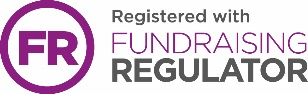 FR
Registered with
FUNDRAISING
REGULATOR